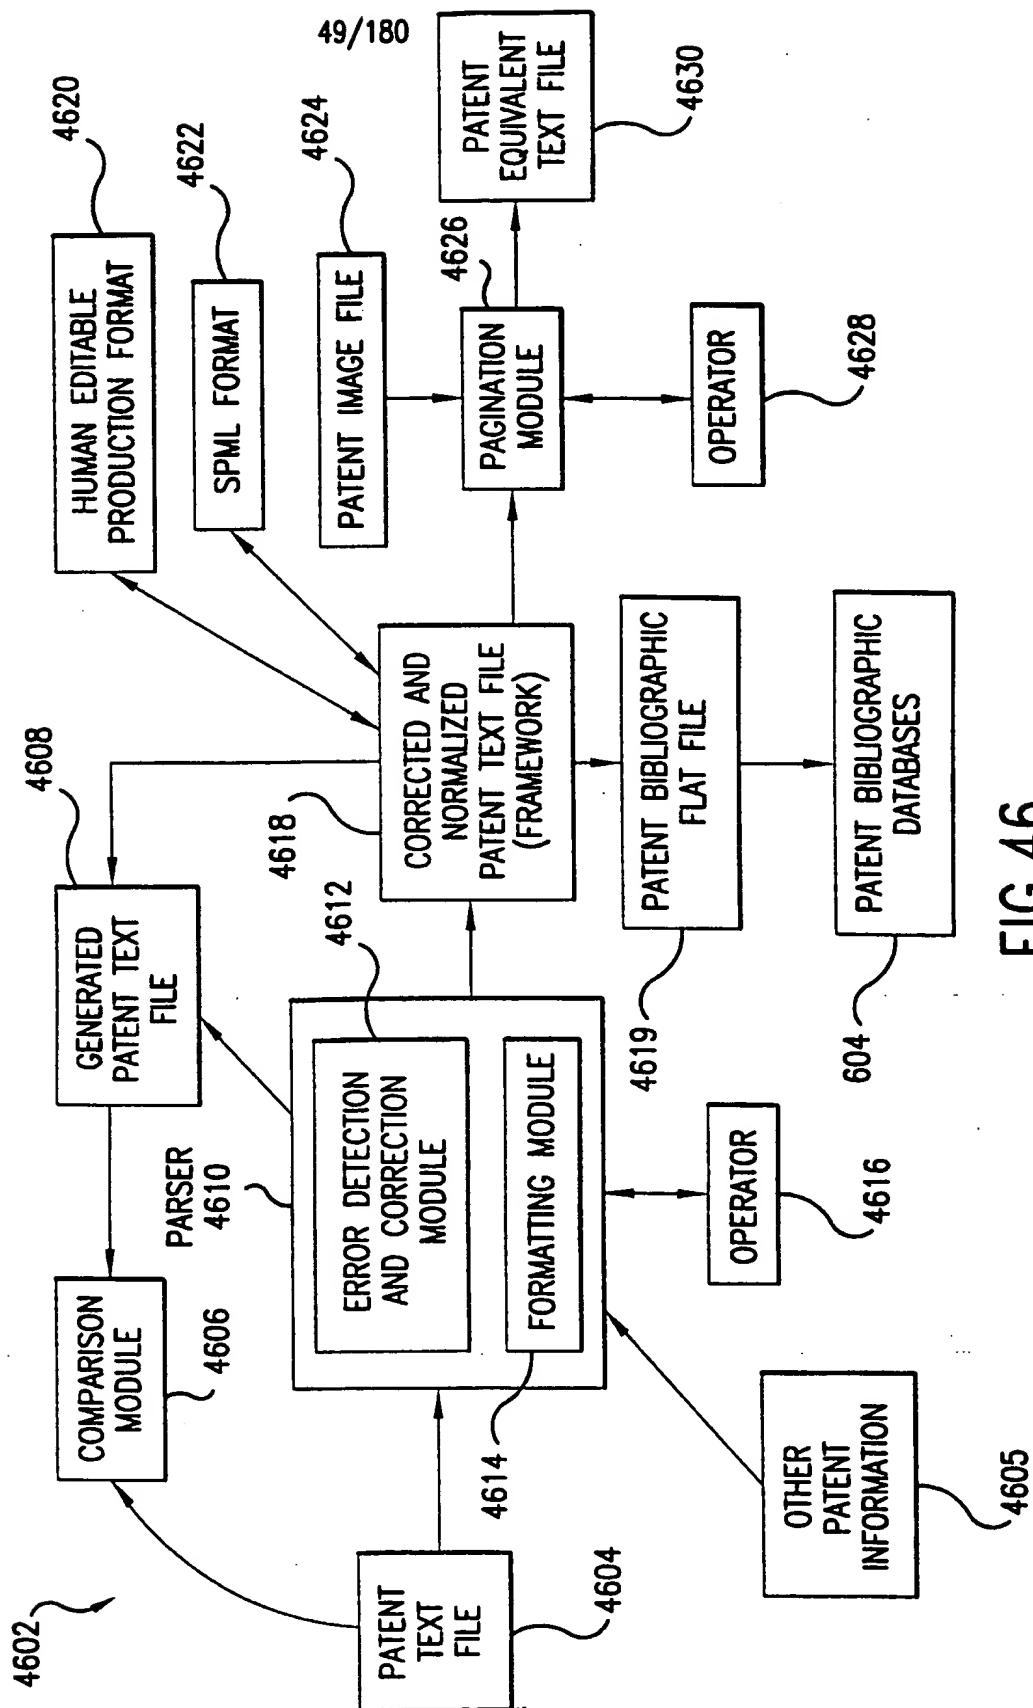 49/180
4602
PATENT
TEXT
FILE
4604
COMPARISON
MODULE
4606
GENERATED
PATENT TEXT
FILE
4608
PARSER
4610
ERROR DETECTION
AND CORRECTION
MODULE
4612
FORMATTING MODULE
4614
OPERATOR
4616
OTHER
PATENT
INFORMATION
4605
CORRECTED AND
NORMALIZED
PATENT TEXT FILE
(FRAMEWORK)
4618
PATENT BIBLIOGRAPHIC
FLAT FILE
4619
PATENT BIBLIOGRAPHIC
DATABASES
604
HUMAN EDITABLE
PRODUCTION FORMAT
4620
SPML FORMAT
4622
PATENT IMAGE FILE
4624
PAGINATION
MODULE
4626
OPERATOR
4628
PATENT
EQUIVALENT
TEXT FILE
4630
FIG.46